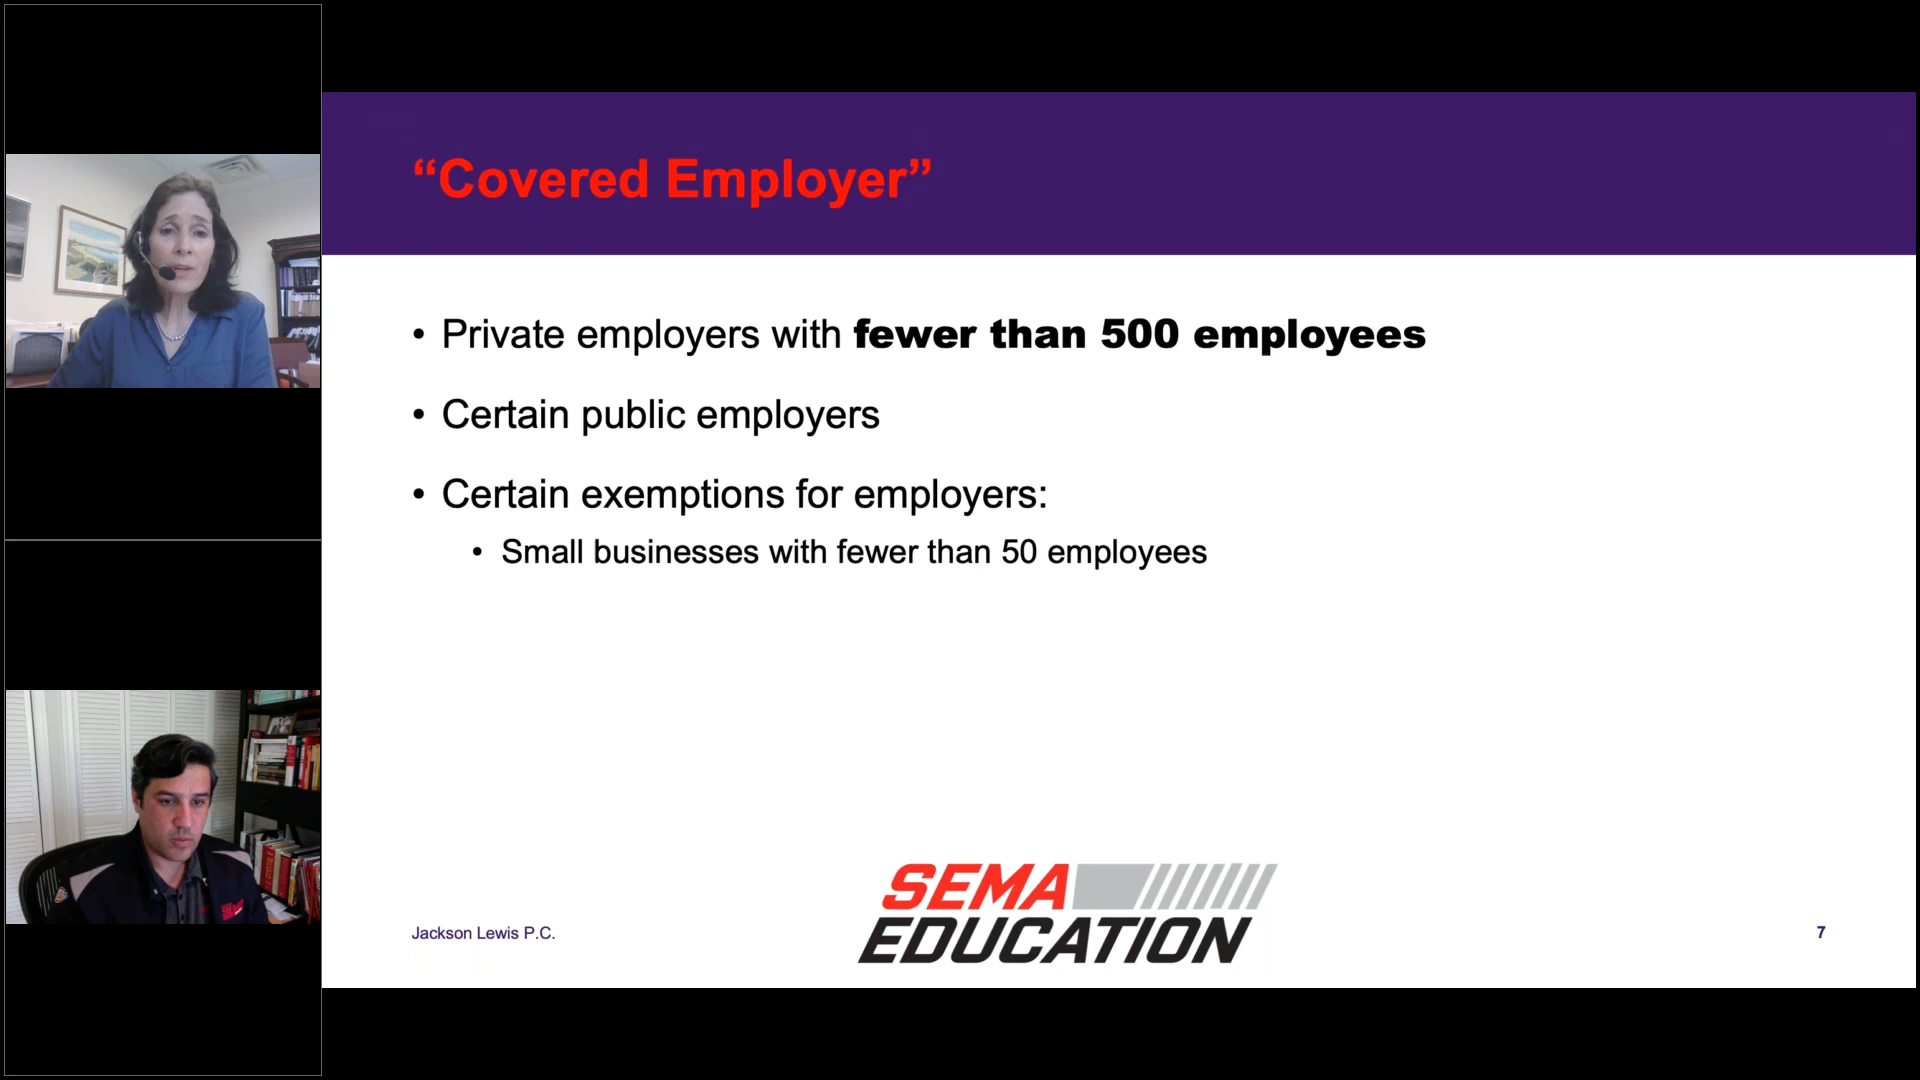 “Covered Employer”
• Private employers with fewer than 500 employees
• Certain public employers
• Certain exemptions for employers:
• Small businesses with fewer than 50 employees
SEMA
EDUCATION
Jackson Lewis P.C.
7